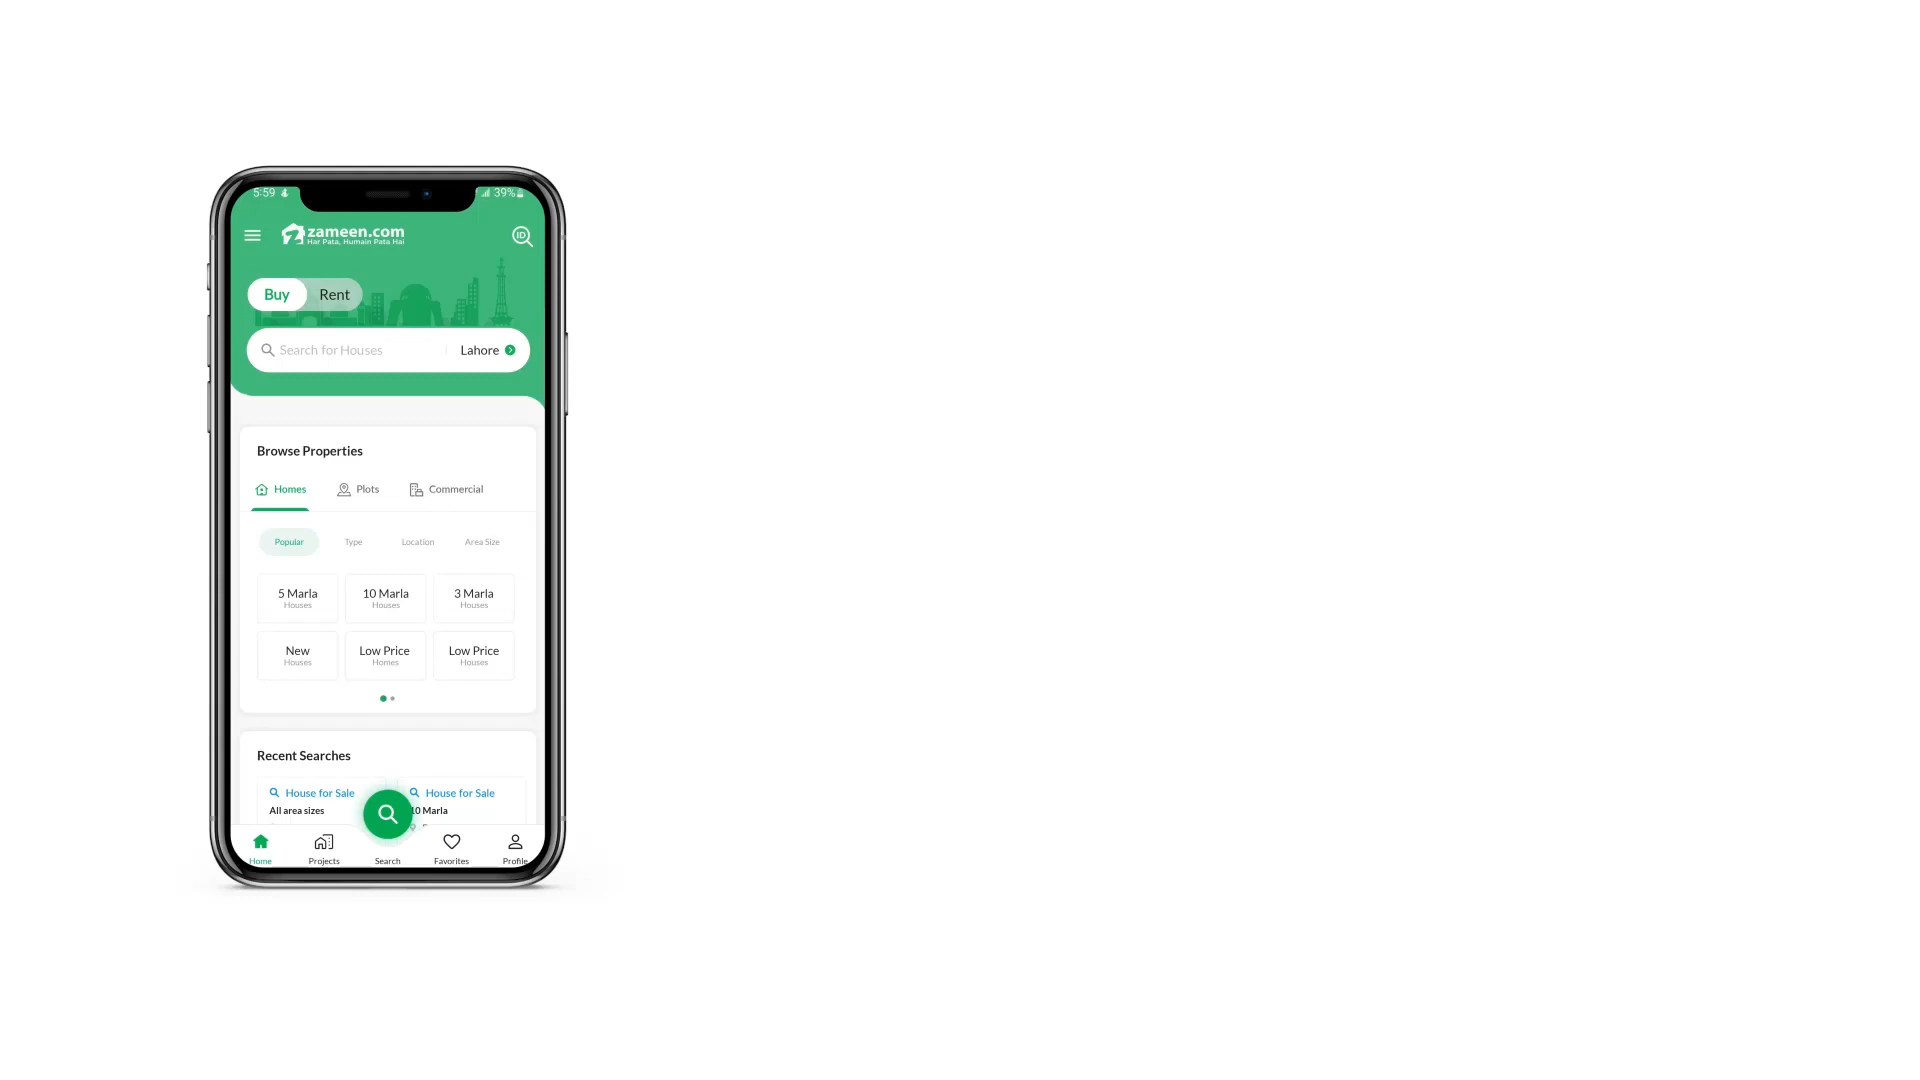 5:59 39%
zameen.com
Har Pata, Humain Pata Hai
ID
Buy Rent
Search for Houses Lahore
Browse Properties
Homes Plots Commercial
Popular Type Location Area Size
5 Marla 10 Marla 3 Marla
Houses Houses Houses
New Low Price Low Price
Houses Homes Houses
Recent Searches
House for Sale House for Sale
All area sizes 10 Marla
Home Projects Search Favorites Profile